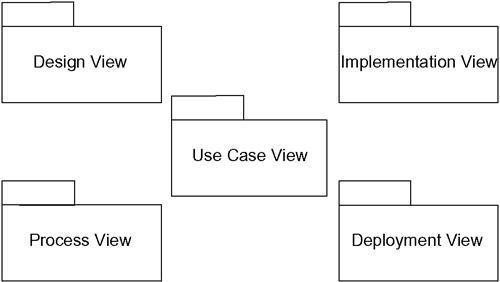 Design View
Implementation View
Use Case View
Process View
Deployment View